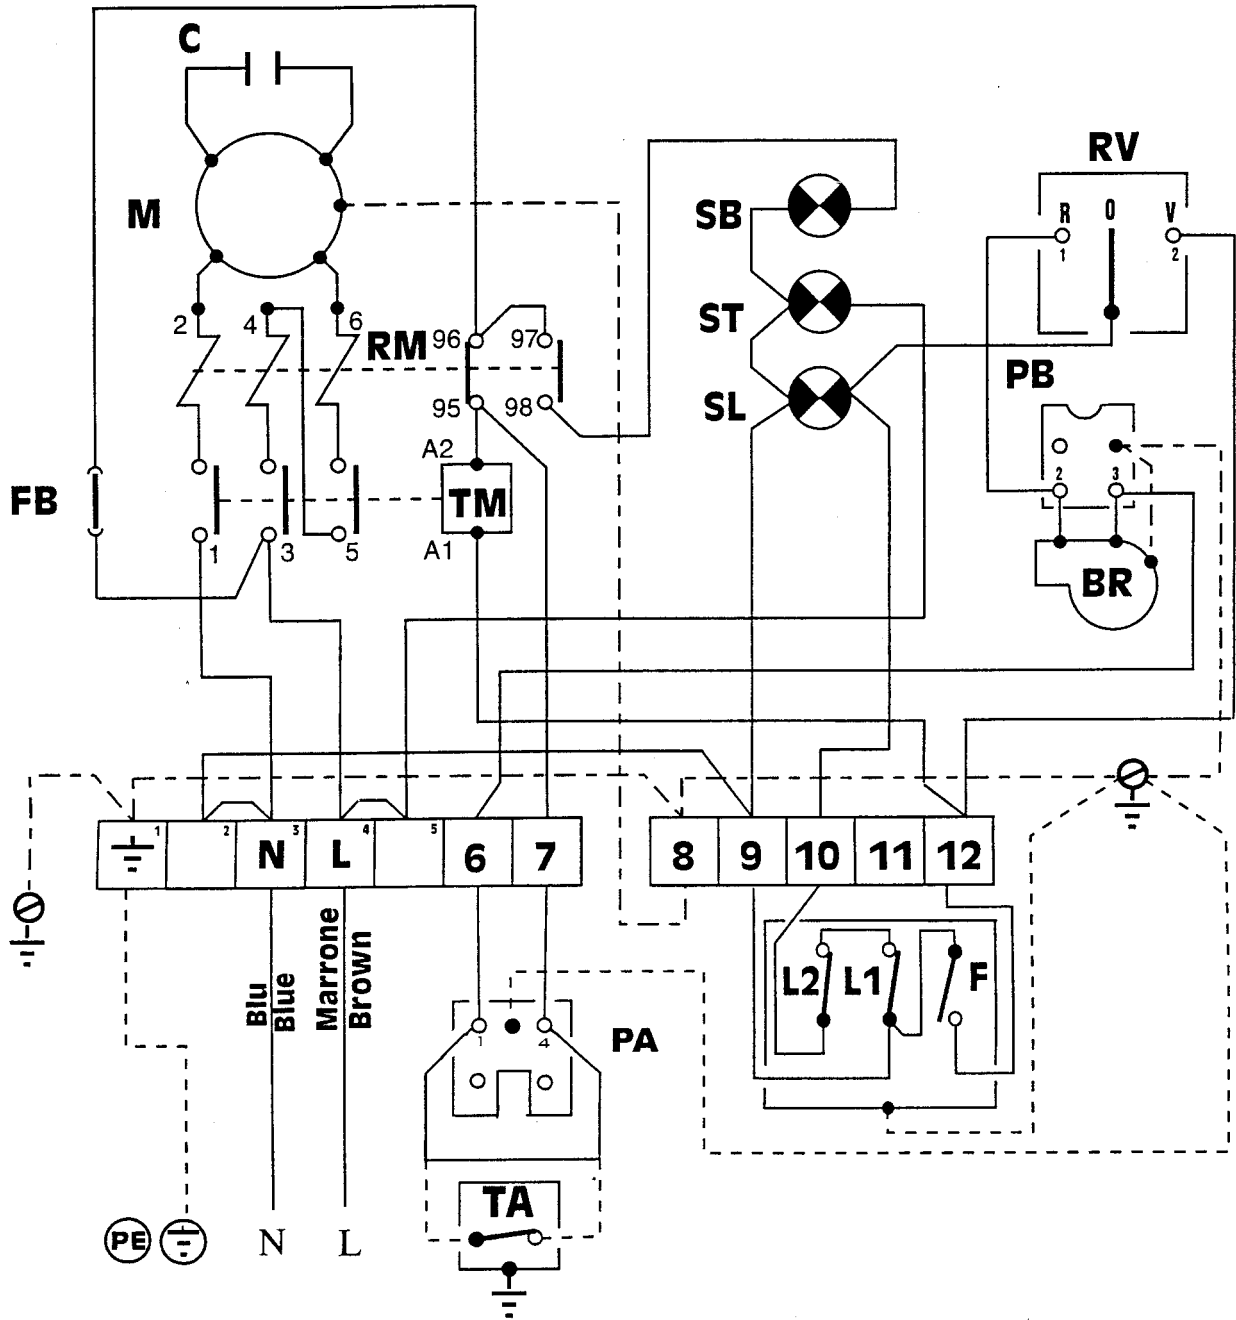 C
RV
R 0 V
1 2
M
SB
ST
2 4 6
RM
96 97
PB
SL
95 98
A2
FB
TM
2 3
A1
1 3 5
BR
1 2 3 4 5
N L 6 7
8 9 10 11 12
Blu
Blue
Marrone
Brown
L2 L1 F
PA
1 4
TA
PE N L